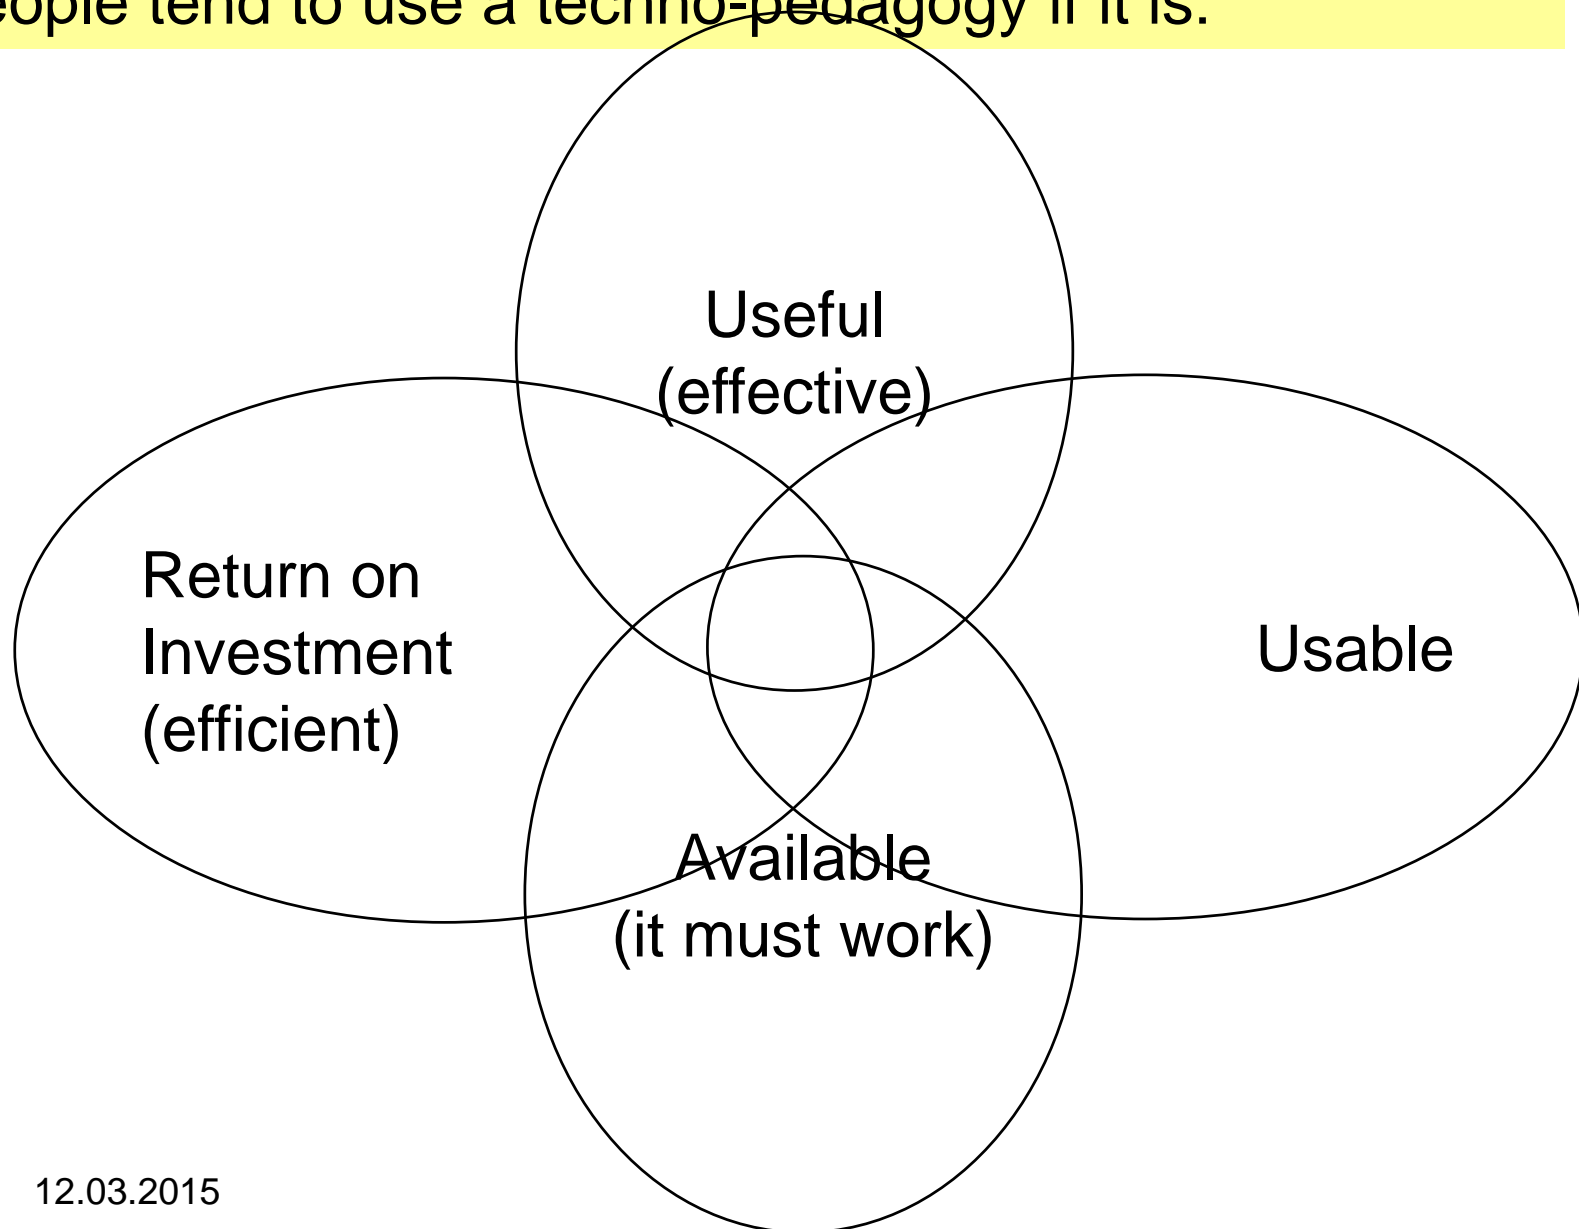 eople tend to use a techno-pedagogy if it is:
Useful
(effective)
Return on
Investment
(efficient)
Usable
Available
(it must work)
12.03.2015